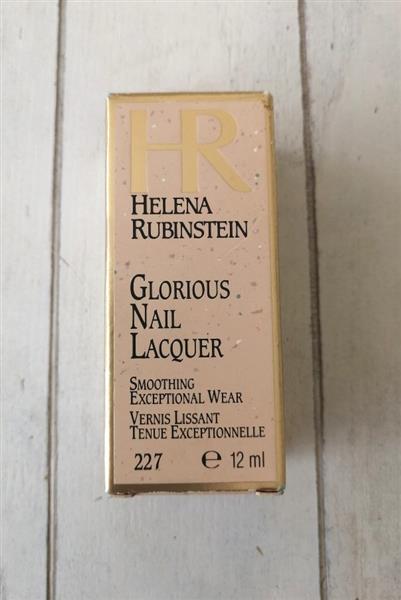 HR
HELENA
RUBINSTEIN
GLORIOUS
NAIL
LACQUER
SMOOTHING
EXCEPTIONAL WEAR
VERNIS LISSANT
TENUE EXCEPTIONNELLE
227 ℮ 12 ml